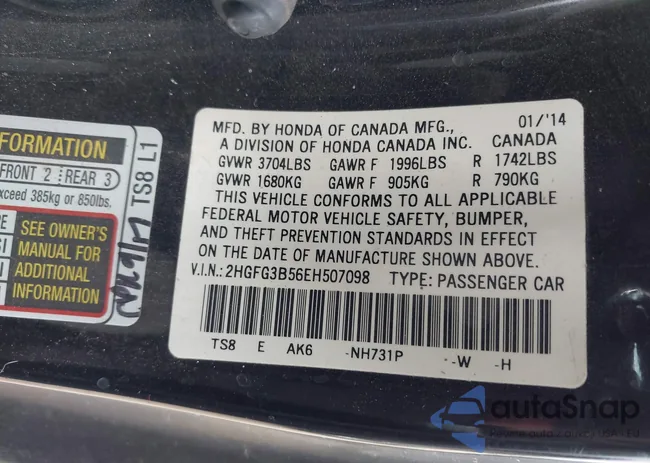 FORMATION
FRONT 2 REAR 3
xceed 385kg or 850lbs.
SEE OWNER'S
MANUAL FOR
ADDITIONAL
INFORMATION
TS8 L1
01/'14
MFD. BY HONDA OF CANADA MFG.,
A DIVISION OF HONDA CANADA INC. CANADA
GVWR 3704LBS GAWR F 1996LBS R 1742LBS
GVWR 1680KG GAWR F 905KG R 790KG
THIS VEHICLE CONFORMS TO ALL APPLICABLE
FEDERAL MOTOR VEHICLE SAFETY, BUMPER,
AND THEFT PREVENTION STANDARDS IN EFFECT
ON THE DATE OF MANUFACTURE SHOWN ABOVE.
V.I.N.: 2HGFG3B56EH507098 TYPE: PASSENGER CAR
TS8 E AK6 -NH731P -W -H
autoSnap